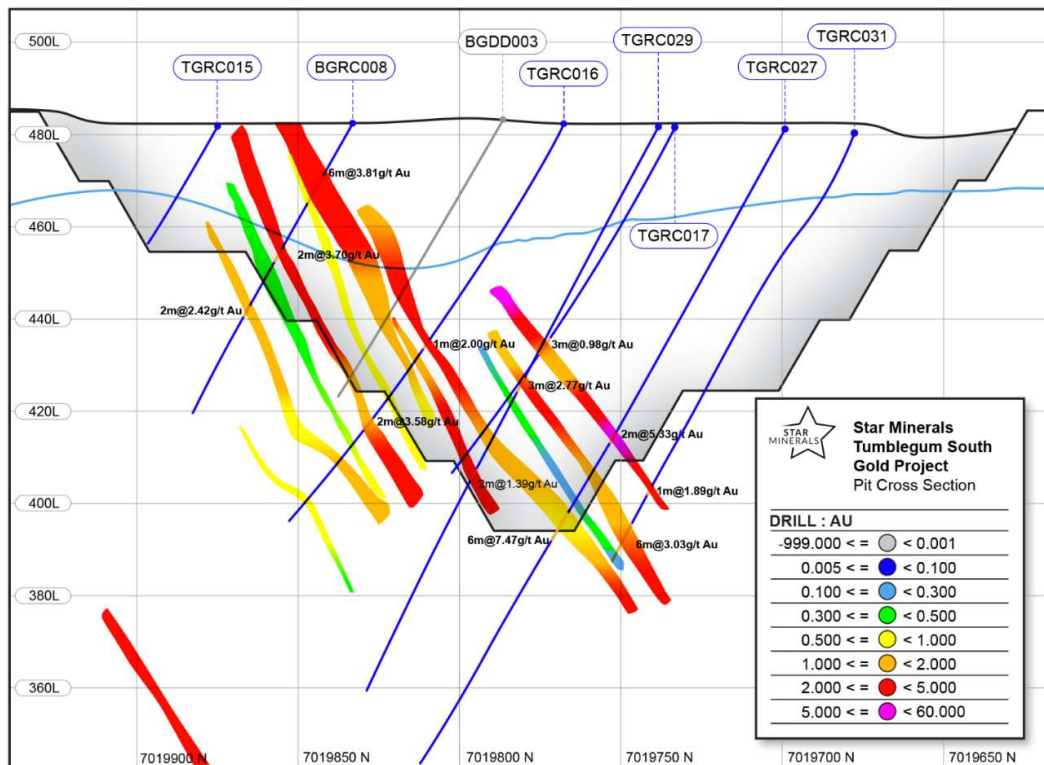 500L
TGRC015
BGRC008
BGDD003
TGRC016
TGRC029
TGRC027
TGRC031
480L
6m@3.81g/t Au
460L
TGRC017
2m@3.70g/t Au
2m@2.42g/t Au
440L
1m@2.00g/t Au
3m@0.98g/t Au
3m@2.77g/t Au
420L
2m@3.58g/t Au
2m@5.33g/t Au
400L
2m@1.39g/t Au
1m@1.89g/t Au
6m@7.47g/t Au
6m@3.03g/t Au
380L
360L
7019900 N
7019850 N
7019800 N
7019750 N
7019700 N
7019650 N
STAR
MINERALS
Star Minerals
Tumblegum South
Gold Project
Pit Cross Section
DRILL : AU
-999.000 <= < 0.001
0.005 <= < 0.100
0.100 <= < 0.300
0.300 <= < 0.500
0.500 <= < 1.000
1.000 <= < 2.000
2.000 <= < 5.000
5.000 <= < 60.000